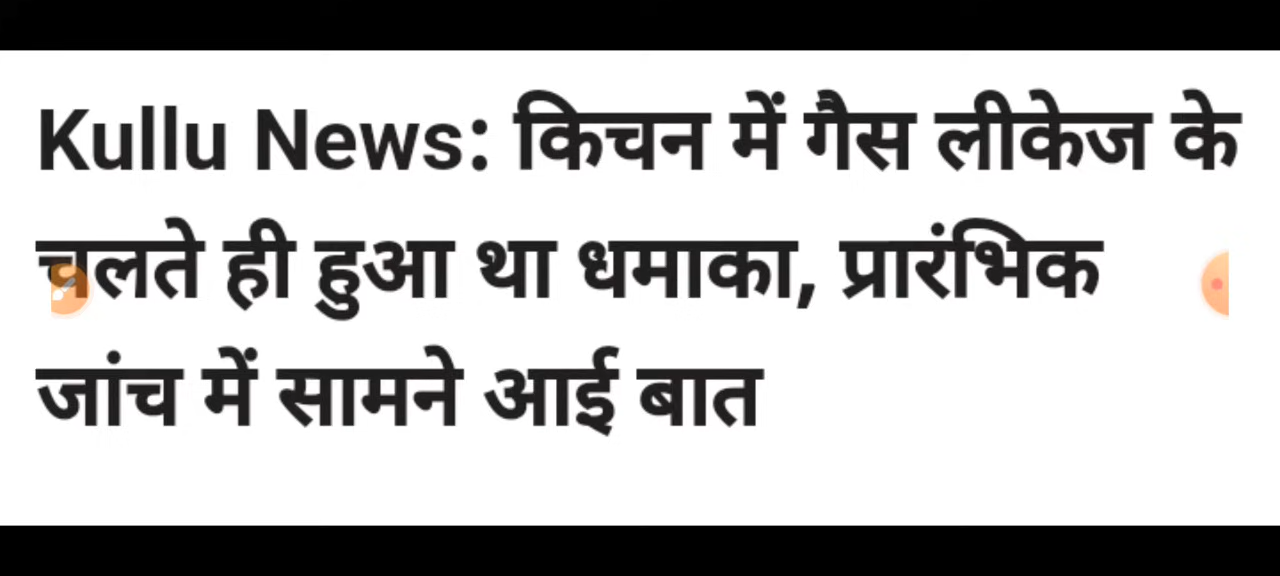 Kullu News: किचन में गैस लीकेज के
चलते ही हुआ था धमाका, प्रारंभिक
जांच में सामने आई बात